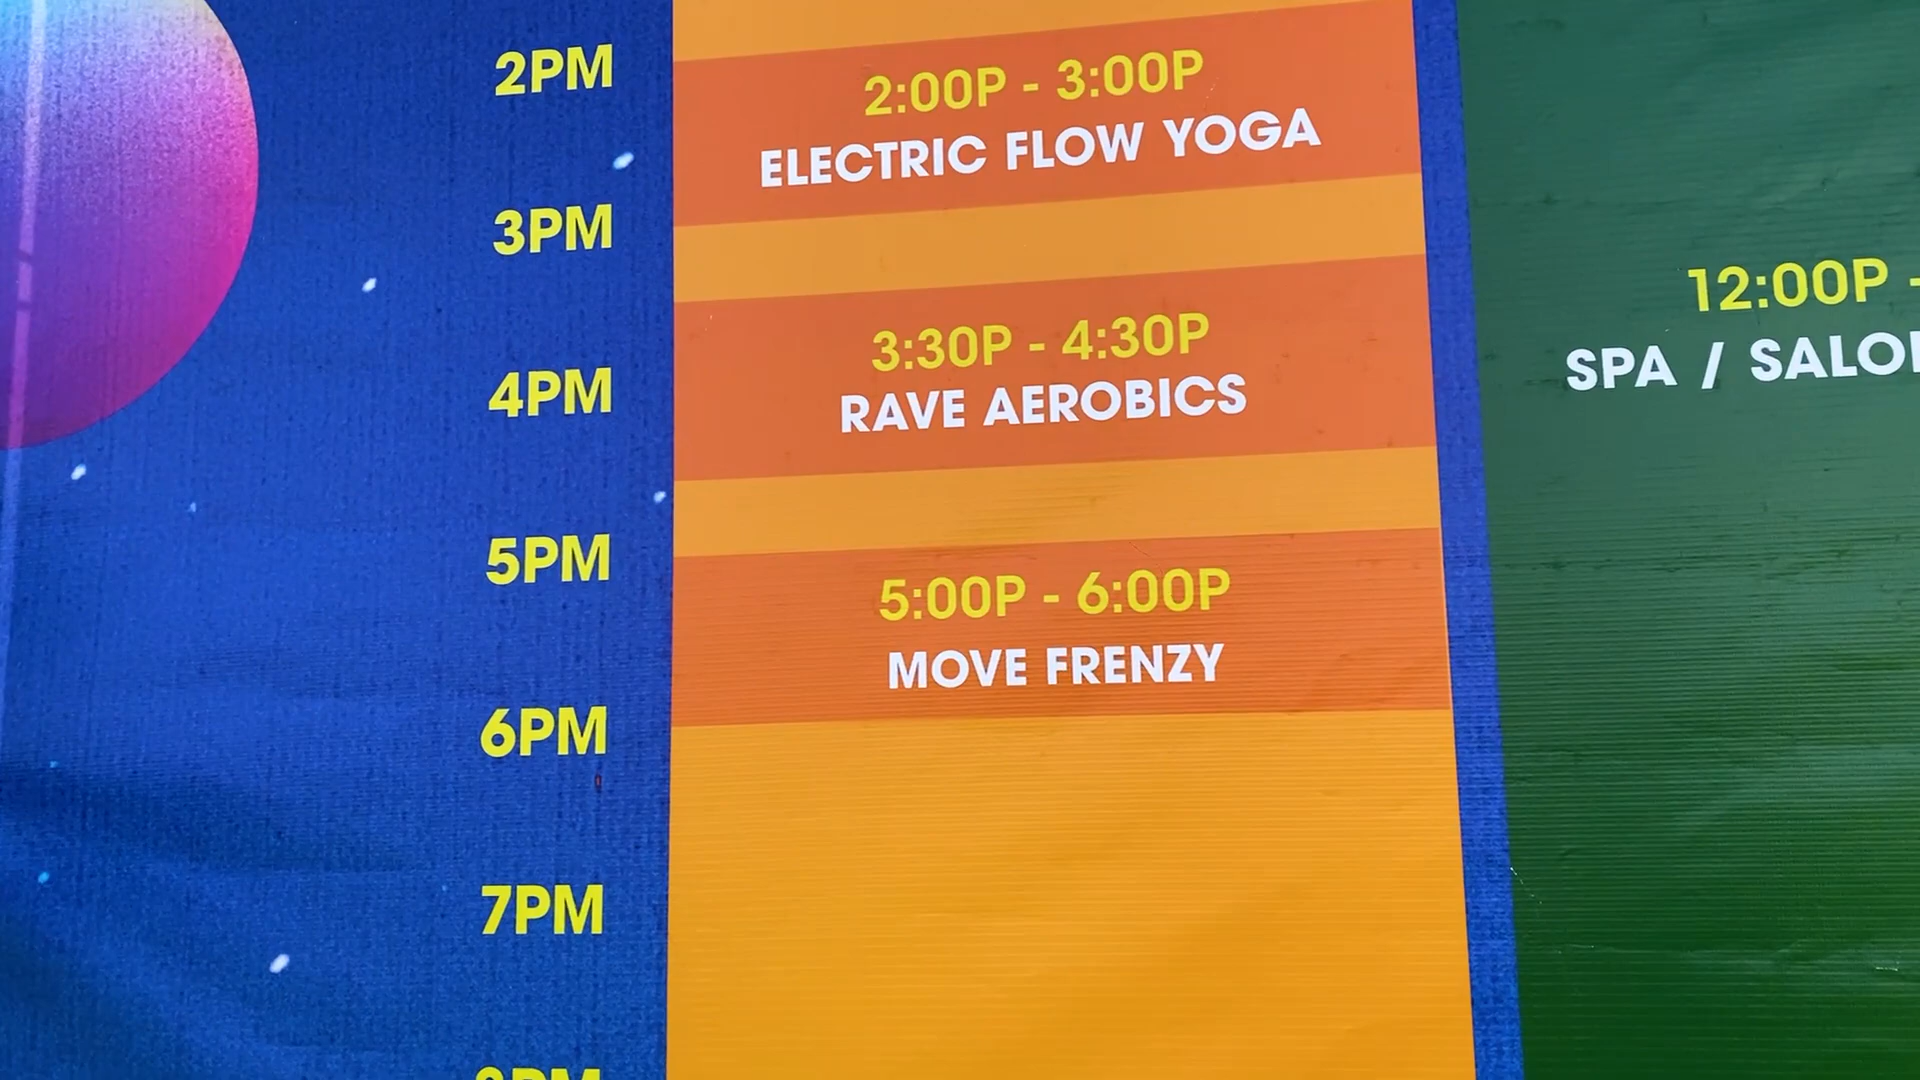 2PM
3PM
4PM
5PM
6PM
7PM
2:00P - 3:00P
ELECTRIC FLOW YOGA
3:30P - 4:30P
RAVE AEROBICS
5:00P - 6:00P
MOVE FRENZY
12:00P -
SPA /